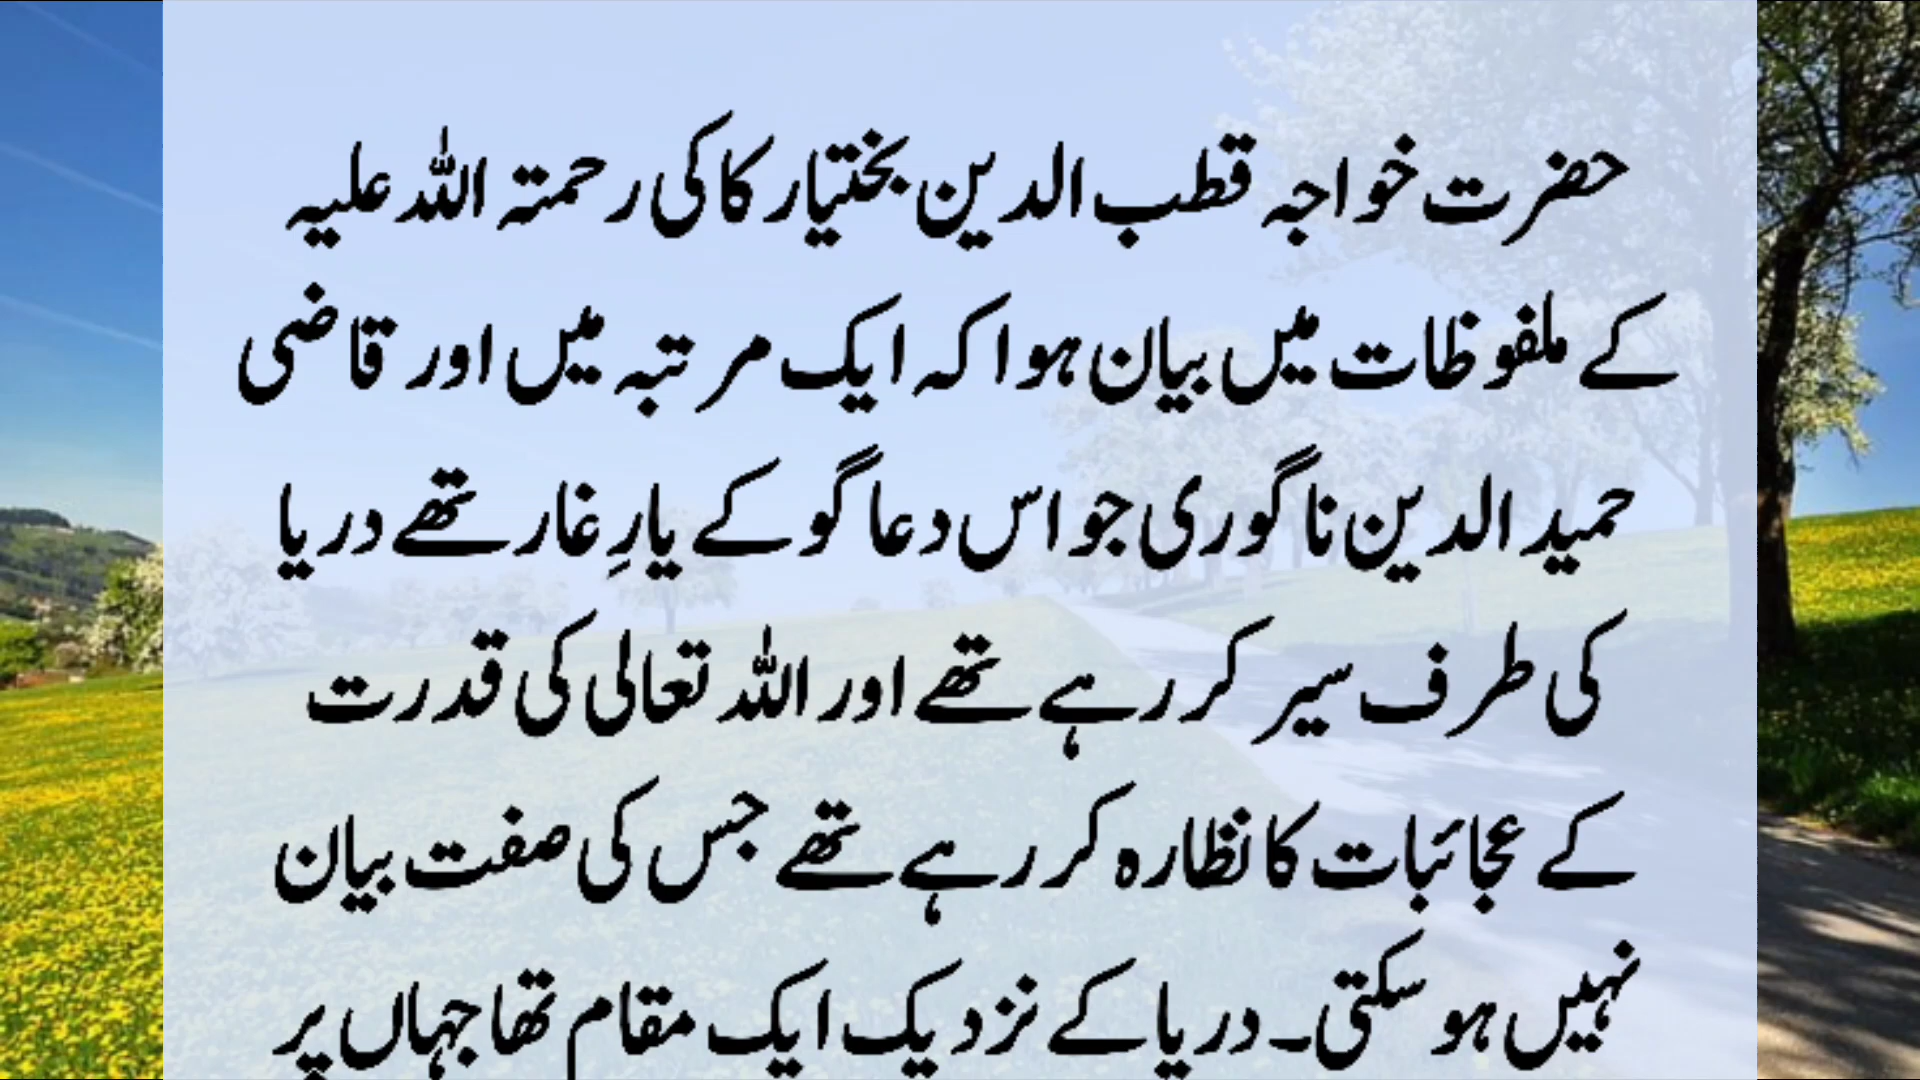 حضرت خواجہ قطب الدین بختیار کاکی رحمتہ اللہ علیہ
کے ملفوظات میں بیان ہوا کہ ایک مرتبہ میں اور قاضی
حمید الدین ناگوری جو اس دعا گو کے یارِ غار تھے دریا
کی طرف سیر کر رہے تھے اور اللہ تعالی کی قدرت
کے عجائبات کا نظارہ کر رہے تھے جس کی صفت بیان
نہیں ہو سکتی۔ دریا کے نزدیک ایک مقام تھا جہاں پر